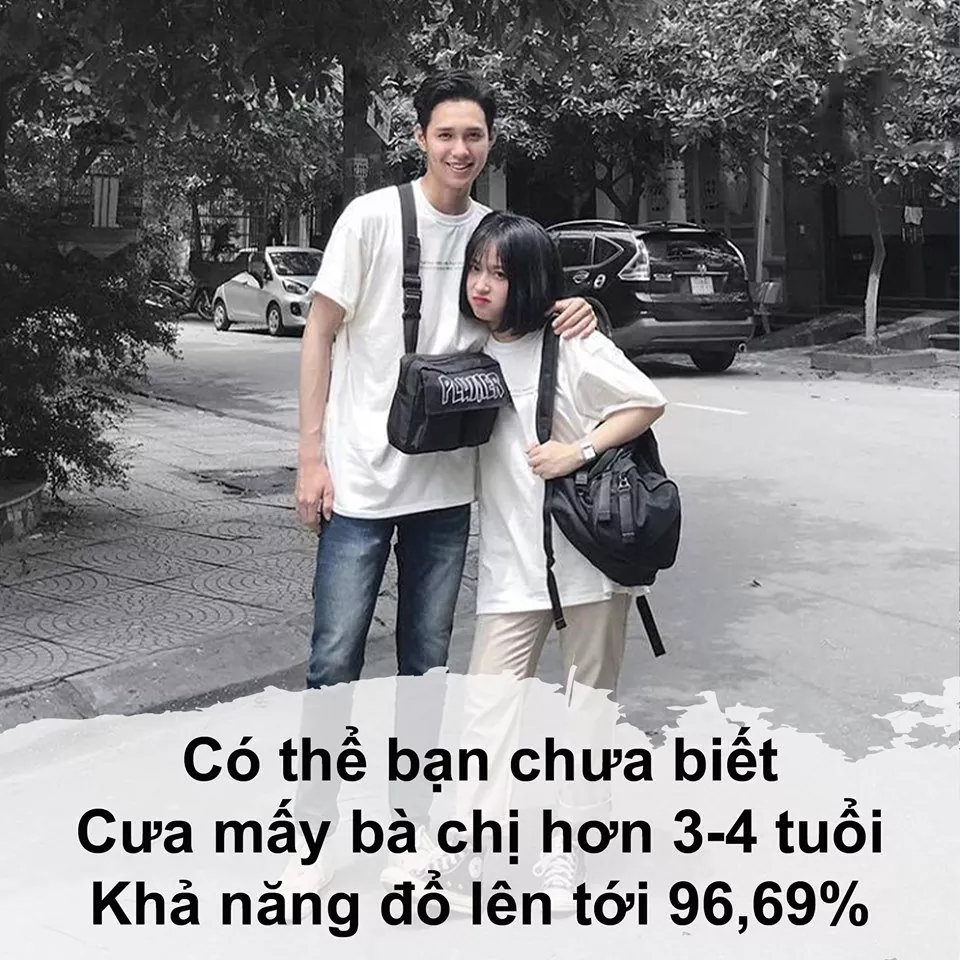 PLVMER
Có thể bạn chưa biết
Cưa mấy bà chị hơn 3-4 tuổi
Khả năng đổ lên tới 96,69%